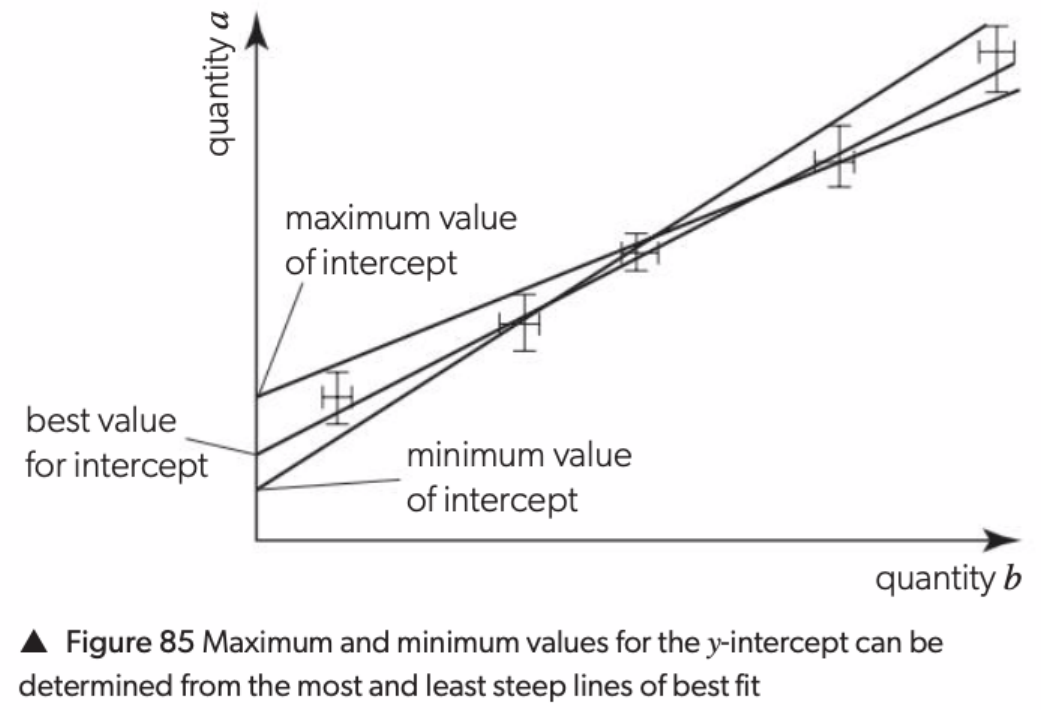 quantity a
maximum value
of intercept
best value
for intercept
minimum value
of intercept
quantity b
▲ Figure 85 Maximum and minimum values for the y-intercept can be
determined from the most and least steep lines of best fit